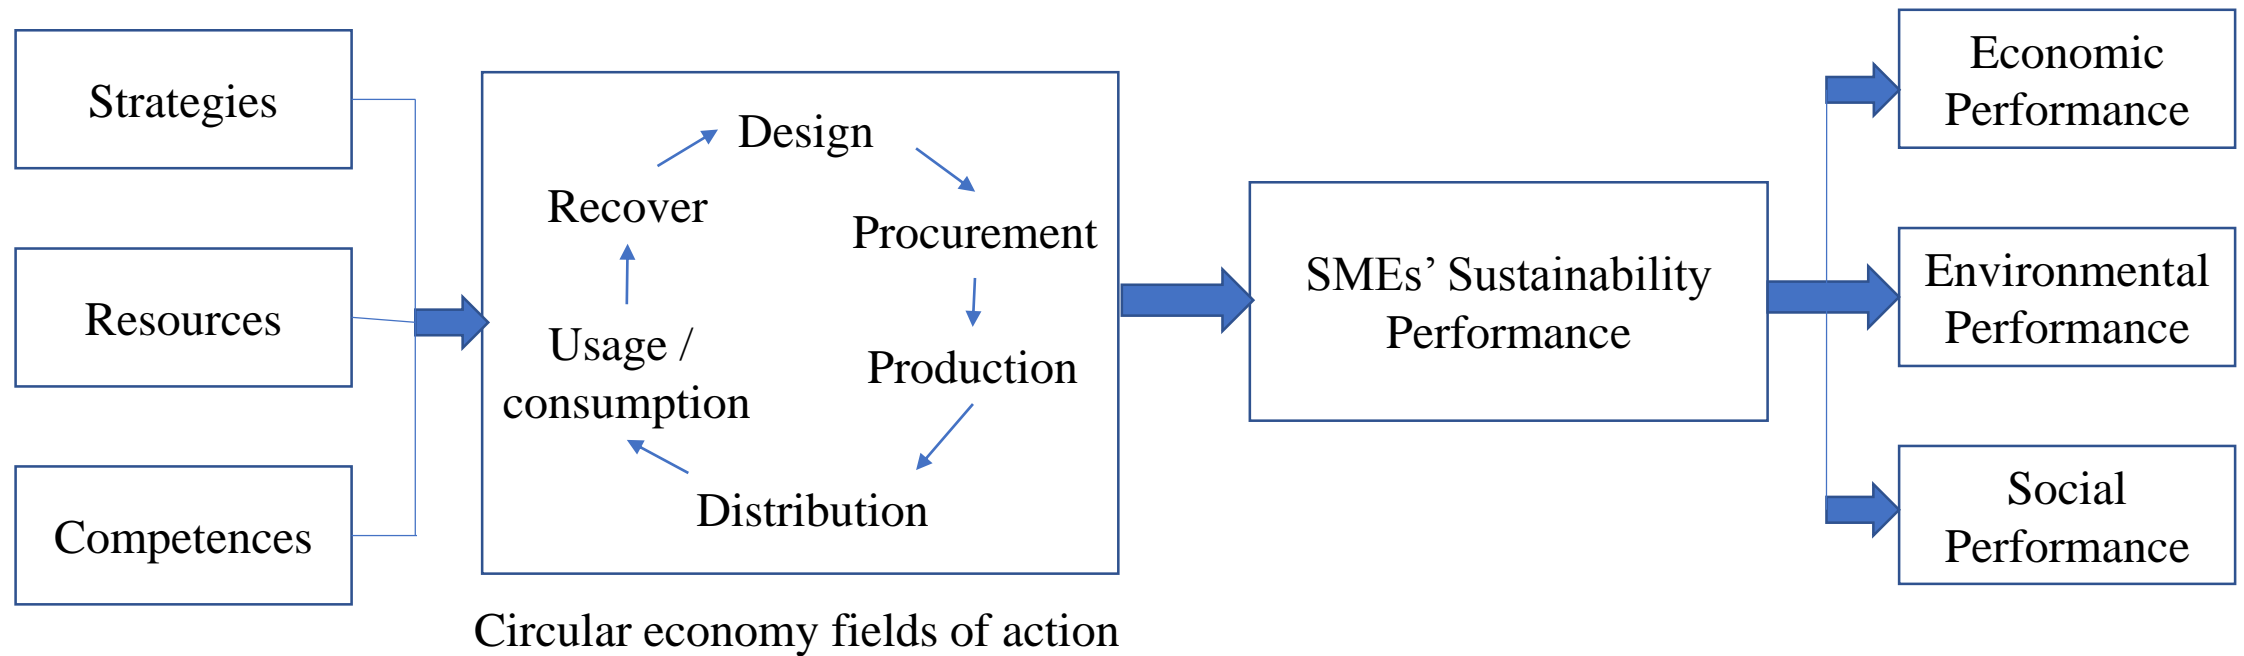 Strategies
Resources
Competences
Design
Procurement
Production
Distribution
Usage /
consumption
Recover
Circular economy fields of action
SMEs’ Sustainability
Performance
Economic
Performance
Environmental
Performance
Social
Performance